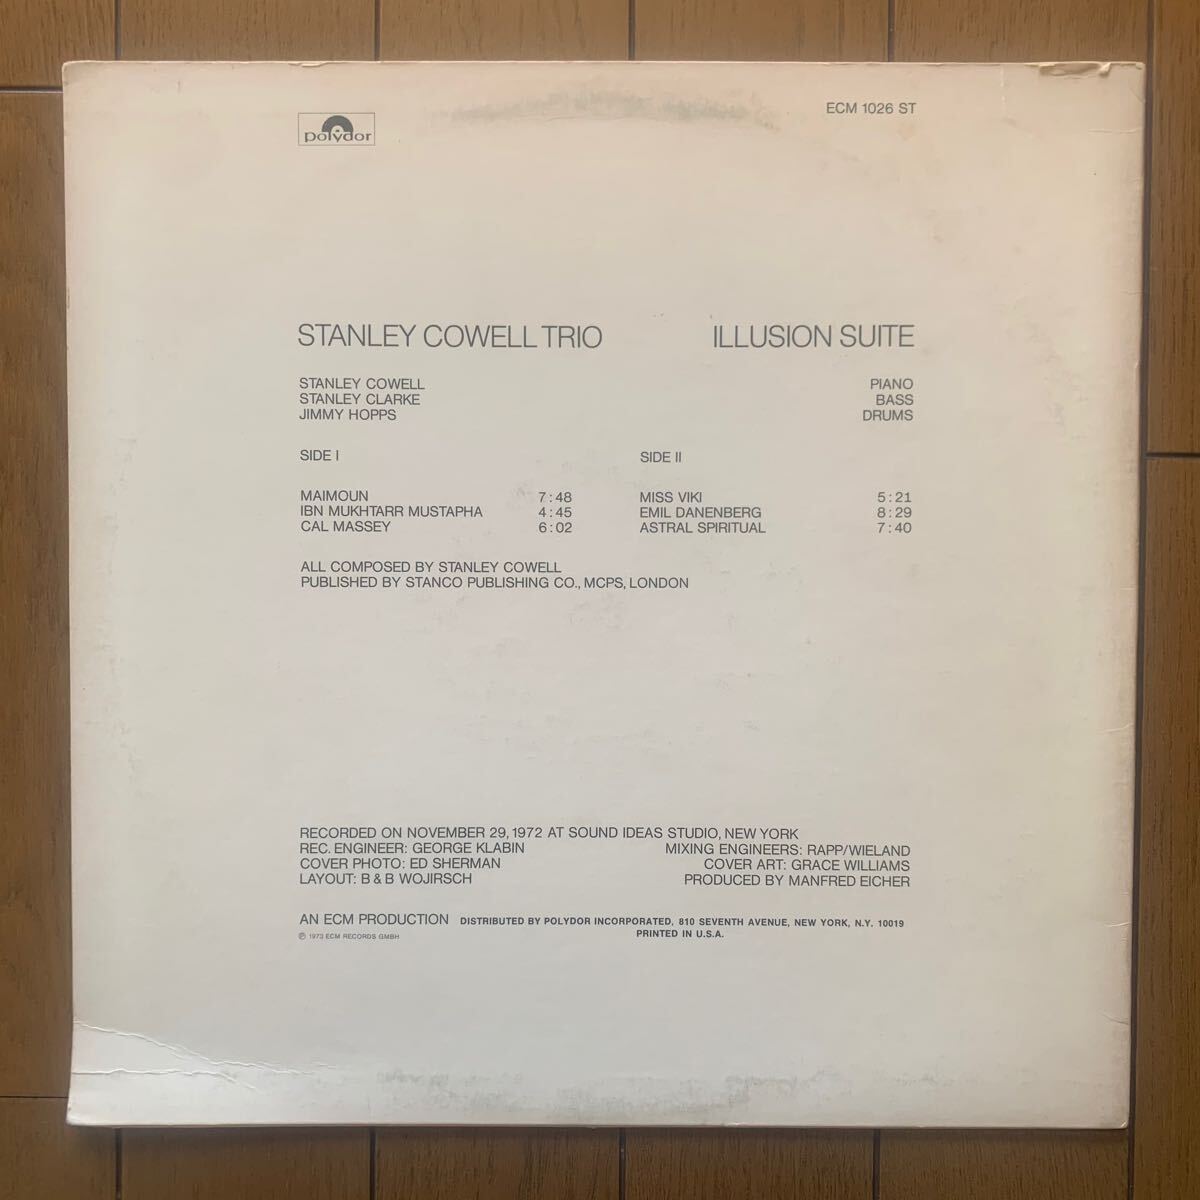 polydor
ECM 1026 ST
STANLEY COWELL TRIO ILLUSION SUITE
STANLEY COWELL PIANO
STANLEY CLARKE BASS
JIMMY HOPPS DRUMS
SIDE I
MAIMOUN 7:48
IBN MUKHTARR MUSTAPHA 4:45
CAL MASSEY 6:02
SIDE II
MISS VIKI 5:21
EMIL DANENBERG 8:29
ASTRAL SPIRITUAL 7:40
ALL COMPOSED BY STANLEY COWELL
PUBLISHED BY STANCO PUBLISHING CO., MCPS, LONDON
RECORDED ON NOVEMBER 29, 1972 AT SOUND IDEAS STUDIO, NEW YORK
REC. ENGINEER: GEORGE KLABIN MIXING ENGINEERS: RAPP/WIELAND
COVER PHOTO: ED SHERMAN COVER ART: GRACE WILLIAMS
LAYOUT: B & B WOJIRSCH PRODUCED BY MANFRED EICHER
AN ECM PRODUCTION DISTRIBUTED BY POLYDOR INCORPORATED, 810 SEVENTH AVENUE, NEW YORK, N.Y. 10019
℗ 1973 ECM RECORDS GMBH PRINTED IN U.S.A.